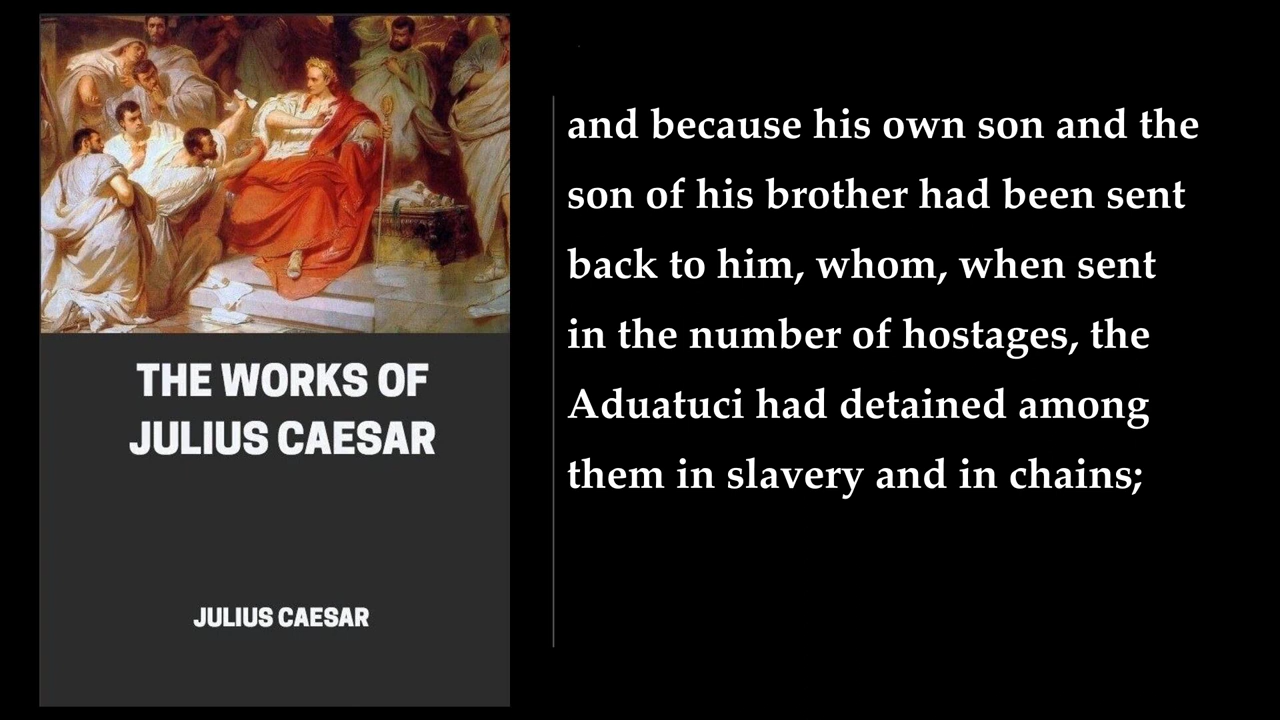 THE WORKS OF
JULIUS CAESAR
JULIUS CAESAR
and because his own son and the
son of his brother had been sent
back to him, whom, when sent
in the number of hostages, the
Aduatuci had detained among
them in slavery and in chains;